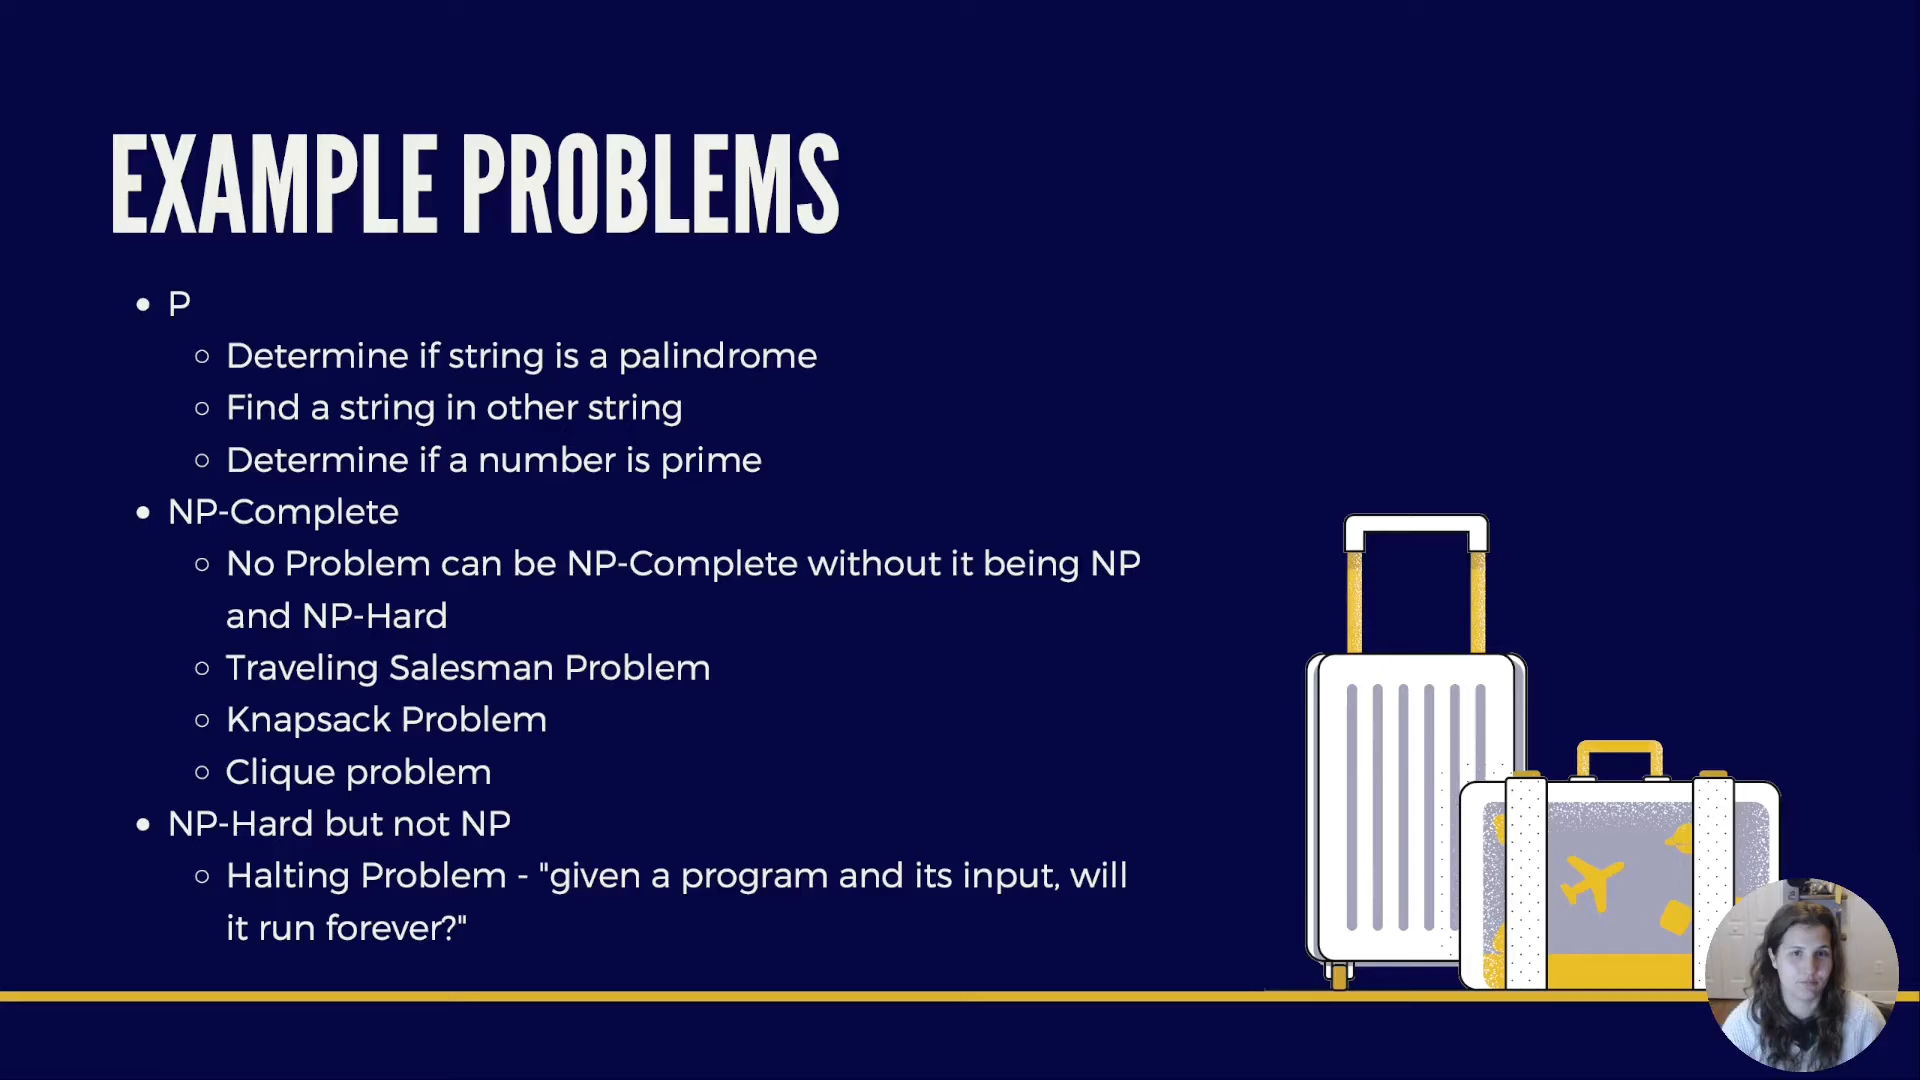 EXAMPLE PROBLEMS
• P
○ Determine if string is a palindrome
○ Find a string in other string
○ Determine if a number is prime
• NP-Complete
○ No Problem can be NP-Complete without it being NP
and NP-Hard
○ Traveling Salesman Problem
○ Knapsack Problem
○ Clique problem
• NP-Hard but not NP
○ Halting Problem - "given a program and its input, will
it run forever?"